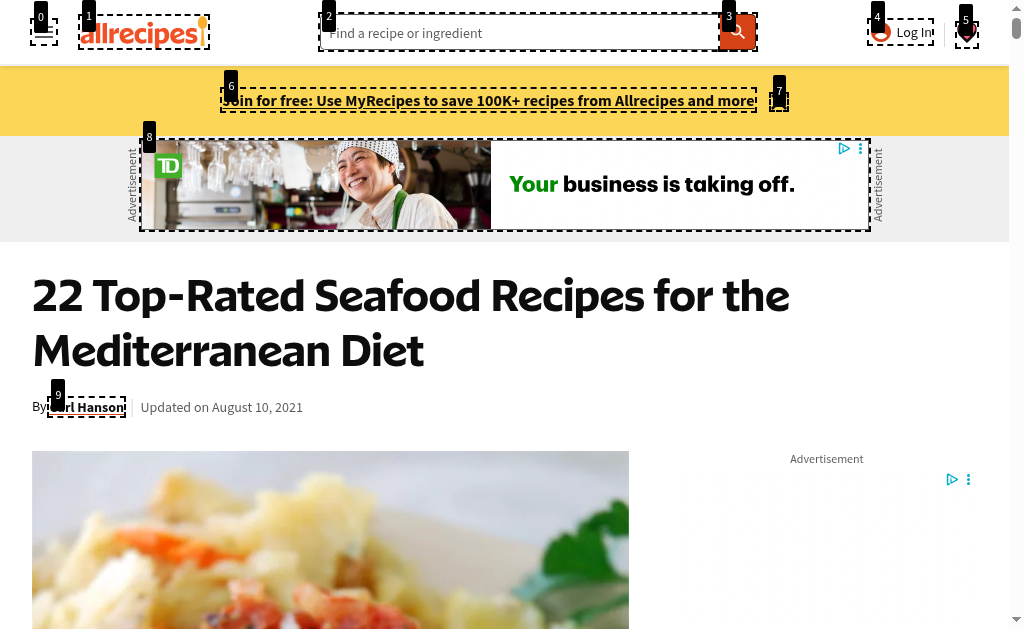 0
1
2
3
4
5
allrecipes
Find a recipe or ingredient
Log In
6
7
Join for free: Use MyRecipes to save 100K+ recipes from Allrecipes and more
8
Advertisement
TD
Your business is taking off.
Advertisement
22 Top-Rated Seafood Recipes for the
Mediterranean Diet
9
By Carl Hanson
Updated on August 10, 2021
Advertisement